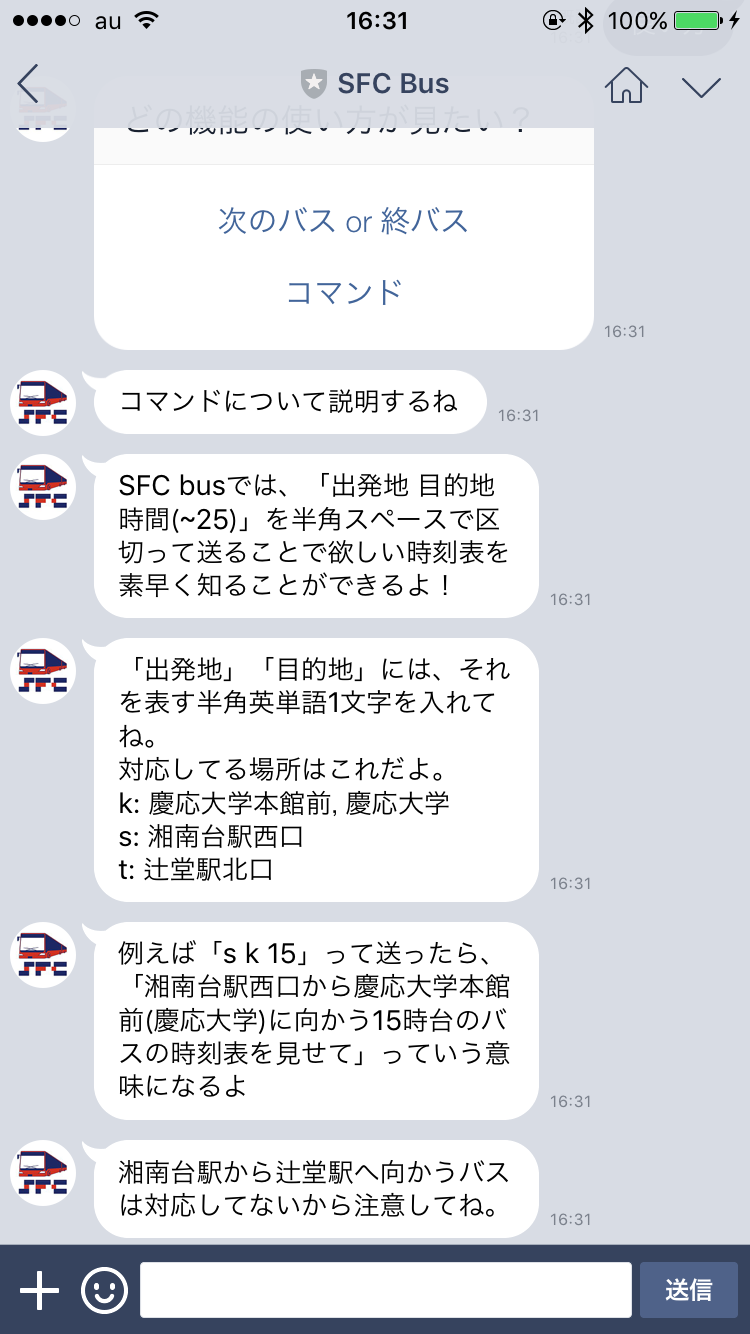 au
16:31
100%
SFC Bus
どの機能の使い方が見たい？
次のバス or 終バス
コマンド
16:31
コマンドについて説明するね
16:31
SFC busでは、「出発地 目的地
時間(~25)」を半角スペースで区
切って送ることで欲しい時刻表を
素早く知ることができるよ！
16:31
「出発地」「目的地」には、それ
を表す半角英単語1文字を入れて
ね。
対応してる場所はこれだよ。
k: 慶応大学本館前, 慶応大学
s: 湘南台駅西口
t: 辻堂駅北口
16:31
例えば「s k 15」って送ったら、
「湘南台駅西口から慶応大学本館
前(慶応大学)に向かう15時台のバ
スの時刻表を見せて」っていう意
味になるよ
16:31
湘南台駅から辻堂駅へ向かうバス
は対応してないから注意してね。
16:31
SFC
SFC
SFC
SFC
SFC
送信